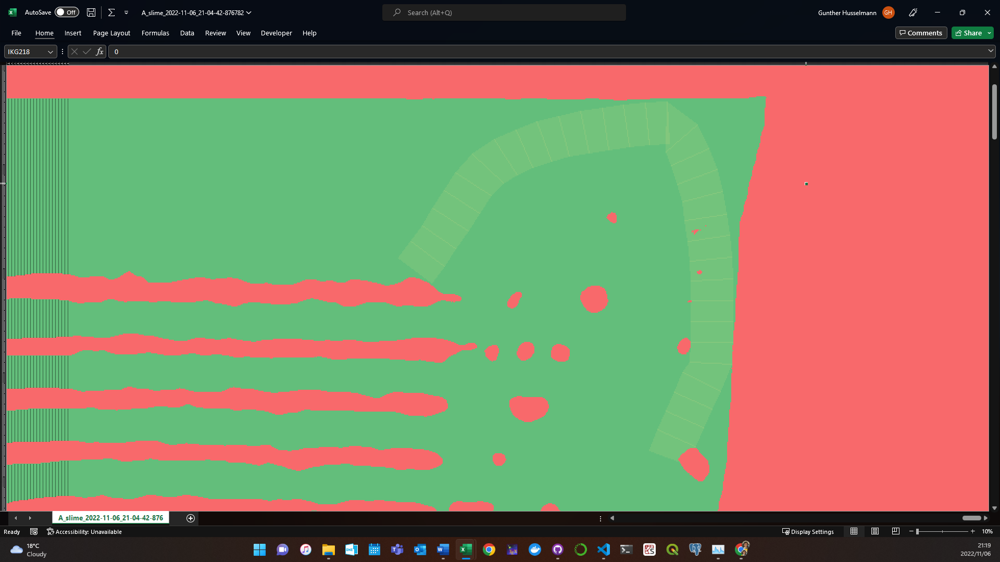 AutoSave Off A_slime_2022-11-06_21-04-42-876782 Search (Alt+Q) Gunther Husselmann GH
File Home Insert Page Layout Formulas Data Review View Developer Help Comments Share
IKG218 fx 0
A_slime_2022-11-06_21-04-42-876
Ready Accessibility: Unavailable Display Settings 10%
18°C
Cloudy
21:19
2022/11/06